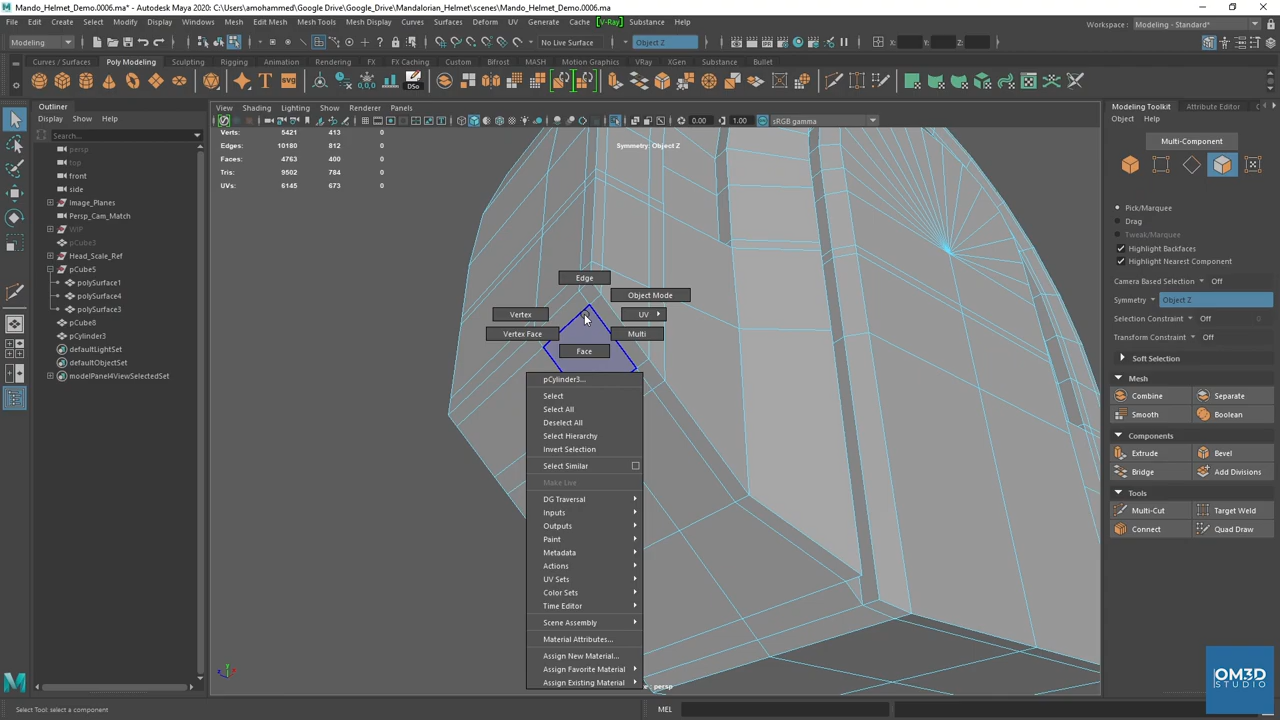 Mando_Helmet_Demo.0006.ma* - Autodesk Maya 2020: C:\Users\amohammed\Google Drive\Google_Drive\Mandalorian_Helmet\scenes\WIP\Mando_Helmet_Demo.0006.ma
File Edit Create Select Modify Display Windows Mesh Edit Mesh Mesh Tools Mesh Display Curves Surfaces Deform UV Generate Cache [V-Ray] Substance Help
Workspace : Modeling - Standard*
Modeling
No Live Surface
Object Z
X:
Y:
Z:
Curves / Surfaces Poly Modeling Sculpting Rigging Animation Rendering FX FX Caching Custom Bifrost MASH Motion Graphics VRay XGen Substance Bullet
SVG
0,0,0
DSo
Outliner
Display Show Help
Search...
persp
top
front
side
Image_Planes
Persp_Cam_Match
WIP
pCube3
Head_Scale_Ref
pCube5
polySurface1
polySurface4
polySurface3
pCube8
pCylinder3
defaultLightSet
defaultObjectSet
modelPanel4ViewSelectedSet
View Shading Lighting Show Renderer Panels
0.00
1.00
sRGB gamma
Verts: 5421 413 0
Edges: 10180 812 0
Faces: 4763 400 0
Tris: 9502 784 0
UVs: 6145 673 0
Symmetry: Object Z
Edge
Object Mode
Vertex
UV
Vertex Face
Multi
Face
pCylinder3...
Select
Select All
Deselect All
Select Hierarchy
Invert Selection
Select Similar
Make Live
DG Traversal
Inputs
Outputs
Paint
Metadata
Actions
UV Sets
Color Sets
Time Editor
Scene Assembly
Material Attributes...
Assign New Material...
Assign Favorite Material
Assign Existing Material
persp
Modeling Toolkit Attribute Editor
Object Help
Multi-Component
Pick/Marquee
Drag
Tweak/Marquee
Highlight Backfaces
Highlight Nearest Component
Camera Based Selection Off
Symmetry Object Z
Selection Constraint Off
Transform Constraint Off
Soft Selection
Mesh
Combine Separate
Smooth Boolean
Components
Extrude Bevel
Bridge Add Divisions
Tools
Multi-Cut Target Weld
Connect Quad Draw
OM3D
STUDIO
Select Tool: select a component
MEL